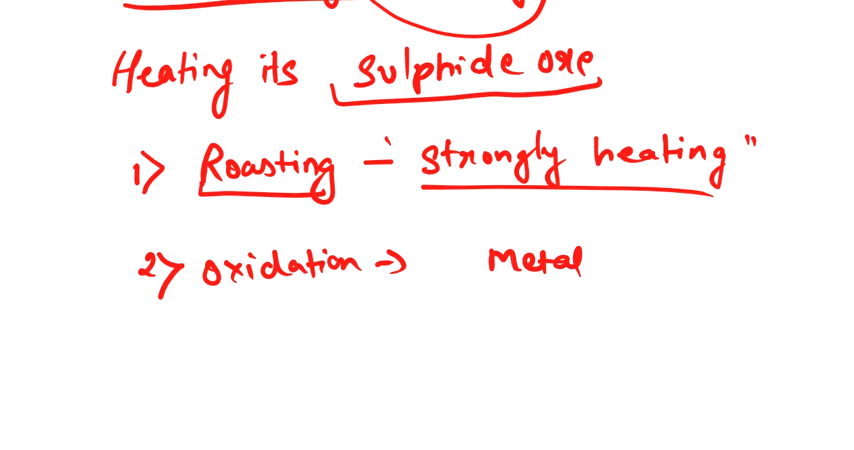 Heating its sulphide ore
1> Roasting - strongly heating "
2> oxidation -> Metal